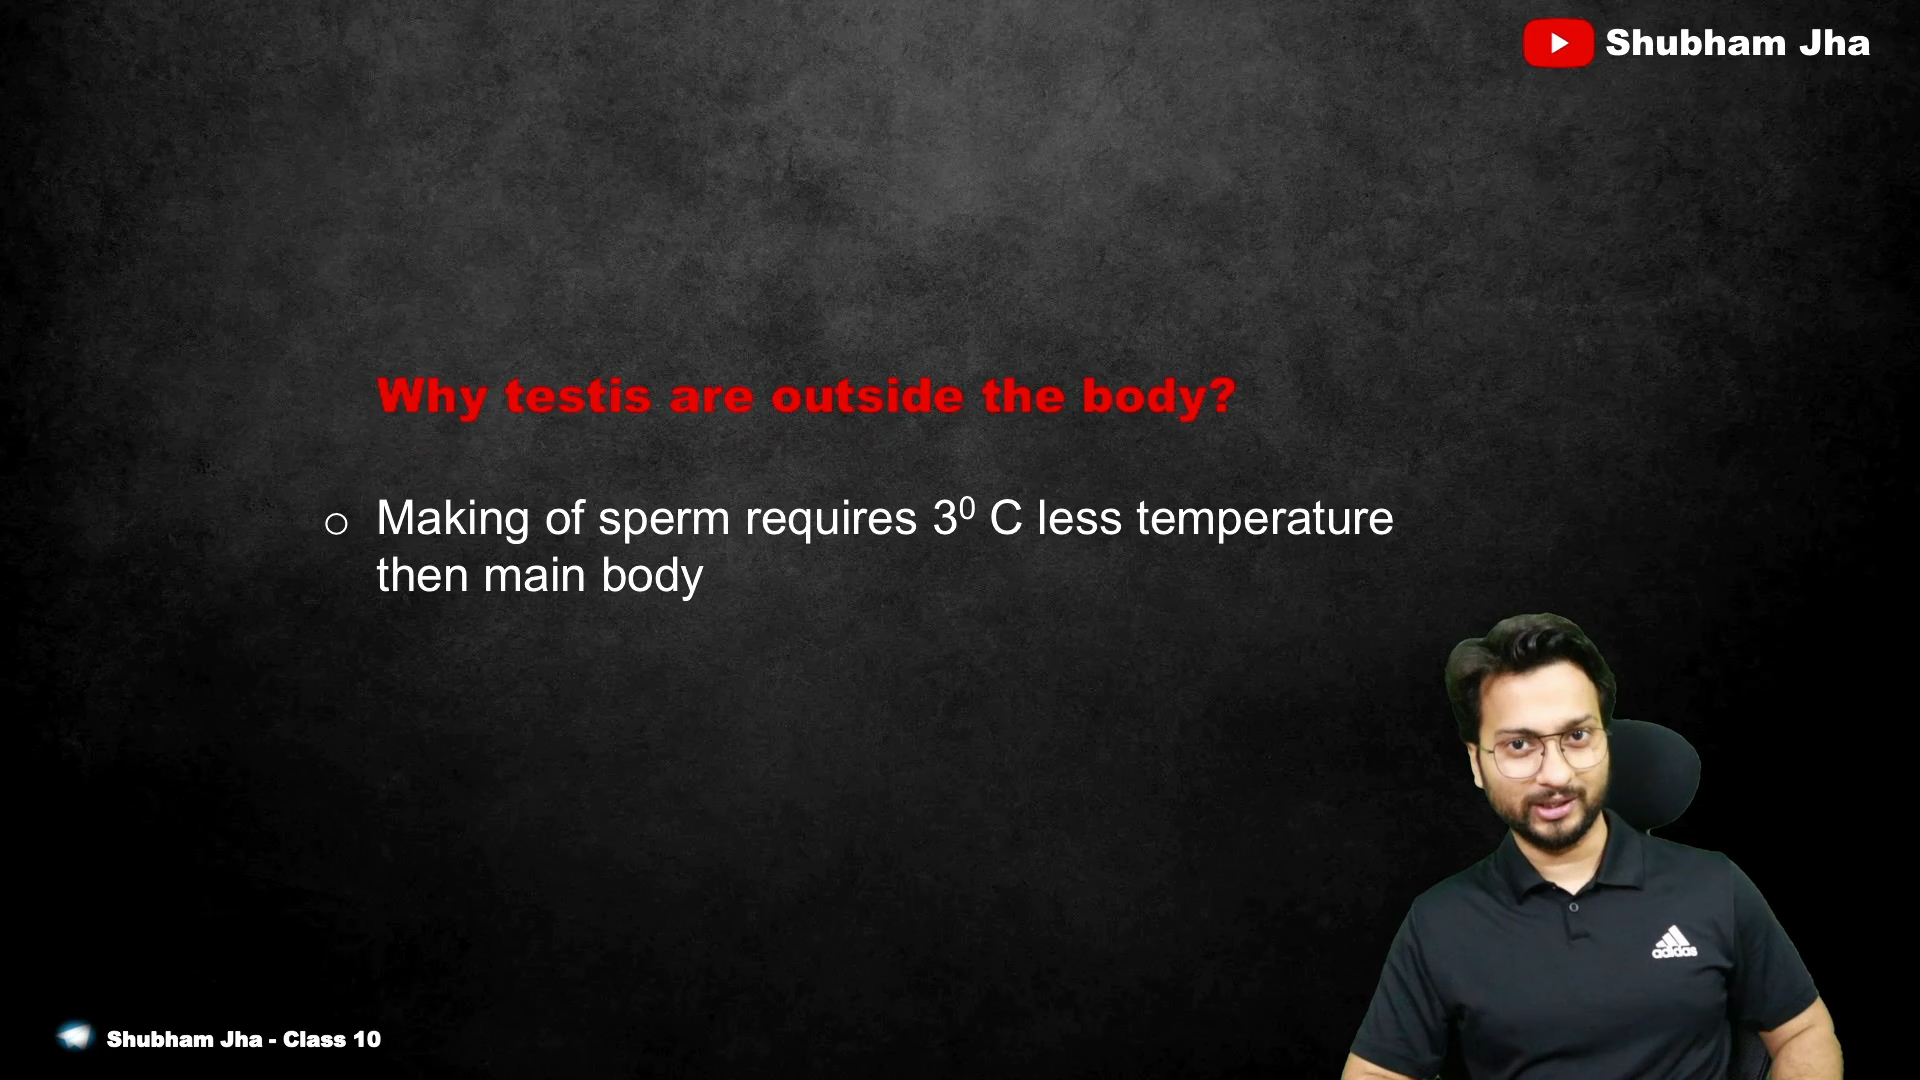 Shubham Jha
Why testis are outside the body?
○ Making of sperm requires 3⁰ C less temperature
then main body
adidas
Shubham Jha - Class 10